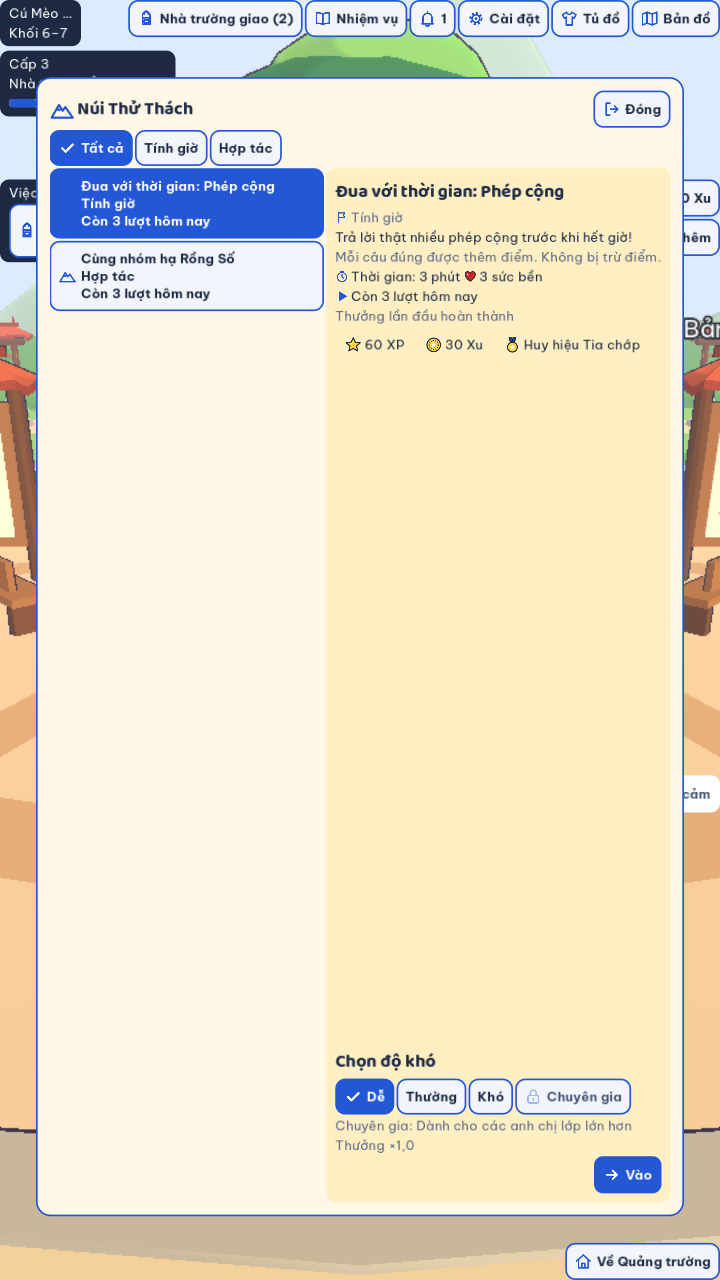 Cú Mèo ...
Khối 6–7
Nhà trường giao (2)
Nhiệm vụ
1
Cài đặt
Tủ đồ
Bản đồ
Cấp 3
Nhà
Núi Thử Thách
Đóng
Tất cả
Tính giờ
Hợp tác
Việc
0 Xu
Đua với thời gian: Phép cộng
Tính giờ
Còn 3 lượt hôm nay
Cùng nhóm hạ Rồng Số
Hợp tác
Còn 3 lượt hôm nay
Đua với thời gian: Phép cộng
Tính giờ
Trả lời thật nhiều phép cộng trước khi hết giờ!
Mỗi câu đúng được thêm điểm. Không bị trừ điểm.
Thời gian: 3 phút 3 sức bền
Còn 3 lượt hôm nay
Thưởng lần đầu hoàn thành
60 XP 30 Xu Huy hiệu Tia chớp
cảm
Chọn độ khó
Dễ
Thường
Khó
Chuyên gia
Chuyên gia: Dành cho các anh chị lớp lớn hơn
Thưởng ×1,0
Vào
Về Quảng trường